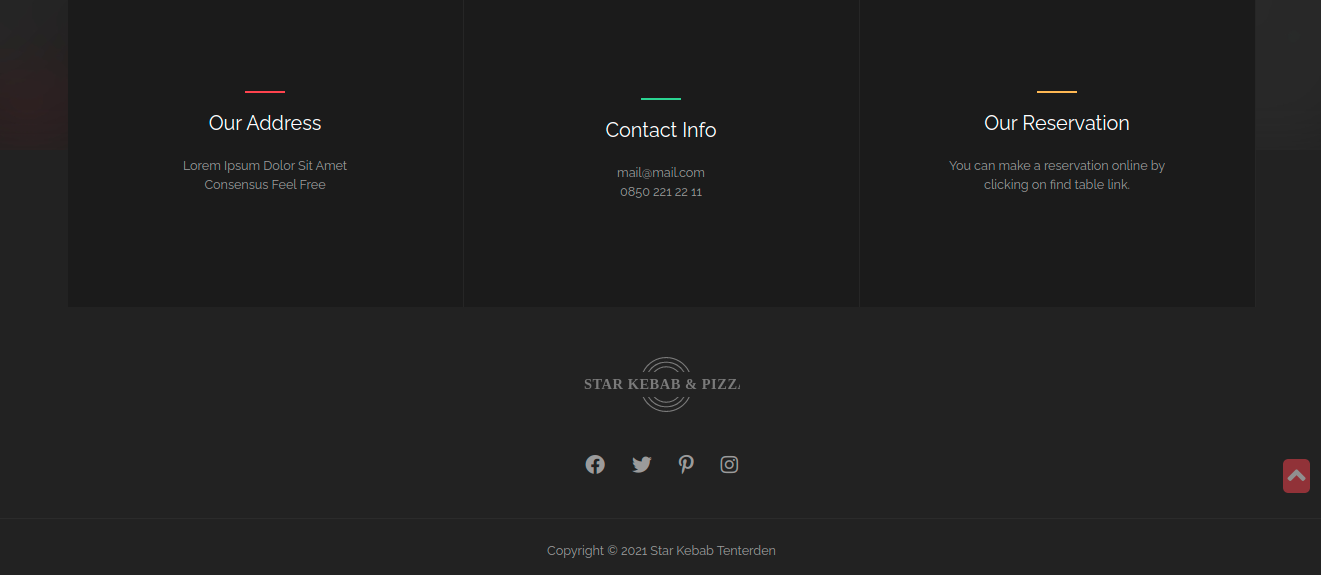 Our Address
Lorem Ipsum Dolor Sit Amet
Consensus Feel Free
Contact Info
mail@mail.com
0850 221 22 11
Our Reservation
You can make a reservation online by
clicking on find table link.
STAR KEBAB & PIZZ
Copyright © 2021 Star Kebab Tenterden